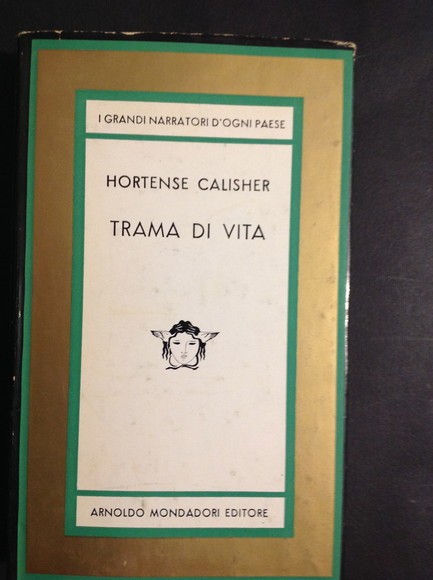 I GRANDI NARRATORI D'OGNI PAESE
HORTENSE CALISHER
TRAMA DI VITA
ARNOLDO MONDADORI EDITORE